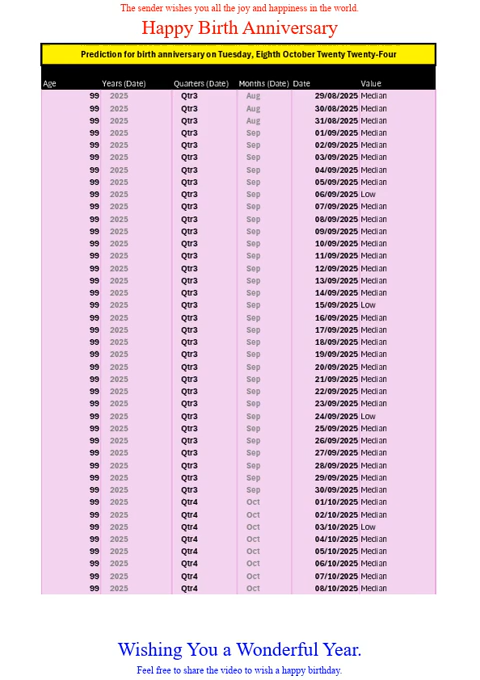 The sender wishes you all the joy and happiness in the world.
Happy Birth Anniversary
Prediction for birth anniversary on Tuesday, Eighth October Twenty Twenty-Four
Age Years (Date) Quarters (Date) Months (Date) Date Value
99 2025 Qtr3 Aug 29/08/2025 Median
99 2025 Qtr3 Aug 30/08/2025 Median
99 2025 Qtr3 Aug 31/08/2025 Median
99 2025 Qtr3 Sep 01/09/2025 Median
99 2025 Qtr3 Sep 02/09/2025 Median
99 2025 Qtr3 Sep 03/09/2025 Median
99 2025 Qtr3 Sep 04/09/2025 Median
99 2025 Qtr3 Sep 05/09/2025 Median
99 2025 Qtr3 Sep 06/09/2025 Low
99 2025 Qtr3 Sep 07/09/2025 Median
99 2025 Qtr3 Sep 08/09/2025 Median
99 2025 Qtr3 Sep 09/09/2025 Median
99 2025 Qtr3 Sep 10/09/2025 Median
99 2025 Qtr3 Sep 11/09/2025 Median
99 2025 Qtr3 Sep 12/09/2025 Median
99 2025 Qtr3 Sep 13/09/2025 Median
99 2025 Qtr3 Sep 14/09/2025 Median
99 2025 Qtr3 Sep 15/09/2025 Low
99 2025 Qtr3 Sep 16/09/2025 Median
99 2025 Qtr3 Sep 17/09/2025 Median
99 2025 Qtr3 Sep 18/09/2025 Median
99 2025 Qtr3 Sep 19/09/2025 Median
99 2025 Qtr3 Sep 20/09/2025 Median
99 2025 Qtr3 Sep 21/09/2025 Median
99 2025 Qtr3 Sep 22/09/2025 Median
99 2025 Qtr3 Sep 23/09/2025 Median
99 2025 Qtr3 Sep 24/09/2025 Low
99 2025 Qtr3 Sep 25/09/2025 Median
99 2025 Qtr3 Sep 26/09/2025 Median
99 2025 Qtr3 Sep 27/09/2025 Median
99 2025 Qtr3 Sep 28/09/2025 Median
99 2025 Qtr3 Sep 29/09/2025 Median
99 2025 Qtr3 Sep 30/09/2025 Median
99 2025 Qtr4 Oct 01/10/2025 Median
99 2025 Qtr4 Oct 02/10/2025 Median
99 2025 Qtr4 Oct 03/10/2025 Low
99 2025 Qtr4 Oct 04/10/2025 Median
99 2025 Qtr4 Oct 05/10/2025 Median
99 2025 Qtr4 Oct 06/10/2025 Median
99 2025 Qtr4 Oct 07/10/2025 Median
99 2025 Qtr4 Oct 08/10/2025 Median
Wishing You a Wonderful Year.
Feel free to share the video to wish a happy birthday.